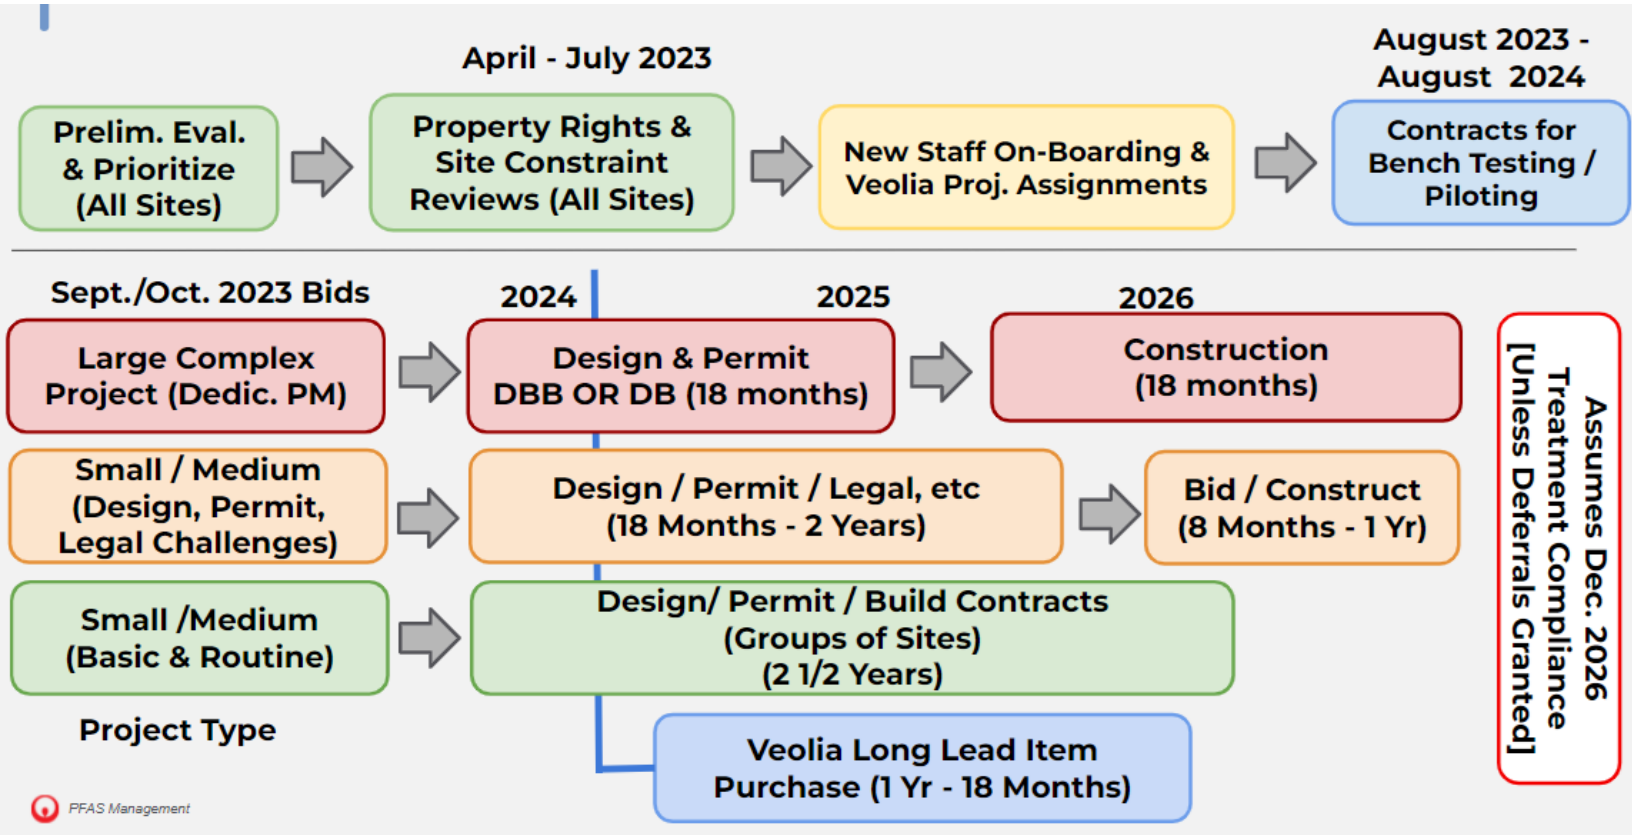 April - July 2023
August 2023 -
August 2024
Prelim. Eval.
& Prioritize
(All Sites)
Property Rights &
Site Constraint
Reviews (All Sites)
New Staff On-Boarding &
Veolia Proj. Assignments
Contracts for
Bench Testing /
Piloting
Sept./Oct. 2023 Bids
2024
2025
2026
Large Complex
Project (Dedic. PM)
Design & Permit
DBB OR DB (18 months)
Construction
(18 months)
Small / Medium
(Design, Permit,
Legal Challenges)
Design / Permit / Legal, etc
(18 Months - 2 Years)
Bid / Construct
(8 Months - 1 Yr)
Small /Medium
(Basic & Routine)
Design/ Permit / Build Contracts
(Groups of Sites)
(2 1/2 Years)
Assumes Dec. 2026
Treatment Compliance
[Unless Deferrals Granted]
Project Type
Veolia Long Lead Item
Purchase (1 Yr - 18 Months)
PFAS Management